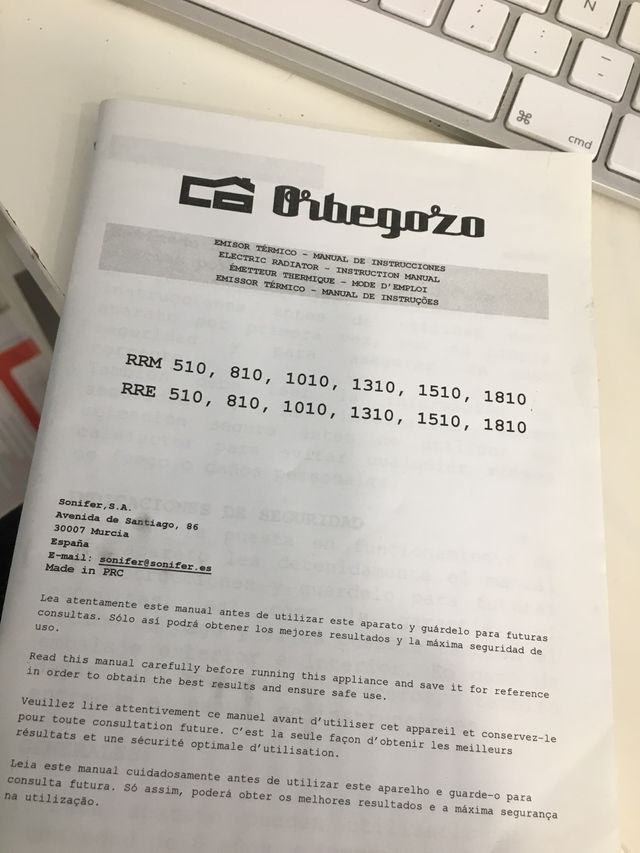 cmd
Orbegozo
EMISOR TÉRMICO - MANUAL DE INSTRUCCIONES
ELECTRIC RADIATOR - INSTRUCTION MANUAL
ÉMETTEUR THERMIQUE - MODE D'EMPLOI
EMISSOR TÉRMICO - MANUAL DE INSTRUÇÕES
RRM 510, 810, 1010, 1310, 1510, 1810
RRE 510, 810, 1010, 1310, 1510, 1810
Sonifer,S.A.
Avenida de Santiago, 86
30007 Murcia
España
E-mail: sonifer@sonifer.es
Made in PRC
Lea atentamente este manual antes de utilizar este aparato y guárdelo para futuras
consultas. Sólo así podrá obtener los mejores resultados y la máxima seguridad de
uso.
Read this manual carefully before running this appliance and save it for reference
in order to obtain the best results and ensure safe use.
Veuillez lire attentivement ce manuel avant d'utiliser cet appareil et conservez-le
pour toute consultation future. C'est la seule façon d'obtenir les meilleurs
résultats et une sécurité optimale d'utilisation.
Leia este manual cuidadosamente antes de utilizar este aparelho e guarde-o para
consulta futura. Só assim, poderá obter os melhores resultados e a máxima segurança
na utilização.